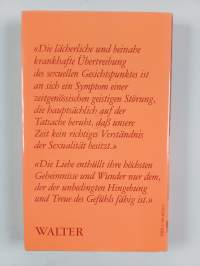 «Die lächerliche und beinahe
krankhafte Übertreibung
des sexuellen Gesichtspunktes ist
an sich ein Symptom einer
zeitgenössischen geistigen Störung,
die hauptsächlich auf der
Tatsache beruht, daß unsere
Zeit kein richtiges Verständnis
der Sexualität besitzt.»
«Die Liebe enthüllt ihre höchsten
Geheimnisse und Wunder nur dem,
der der unbedingten Hingebung
und Treue des Gefühls fähig ist.»
WALTER